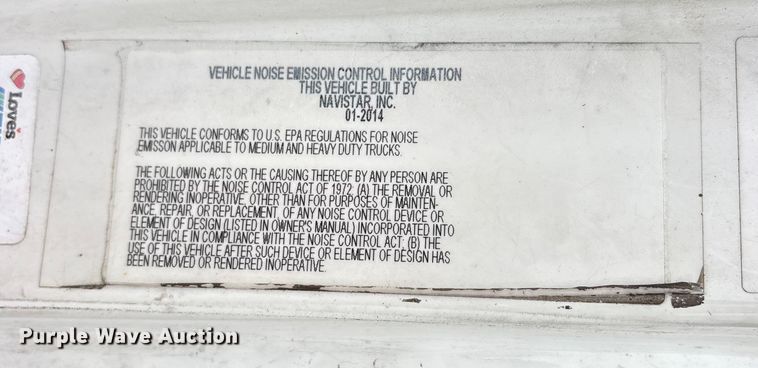 Love's
VEHICLE NOISE EMISSION CONTROL INFORMATION
THIS VEHICLE BUILT BY
NAVISTAR, INC.
01-2014
THIS VEHICLE CONFORMS TO U.S. EPA REGULATIONS FOR NOISE
EMISSON APPLICABLE TO MEDIUM AND HEAVY DUTY TRUCKS.
THE FOLLOWING ACTS OR THE CAUSING THEREOF BY ANY PERSON ARE
PROHIBITED BY THE NOISE CONTROL ACT OF 1972; (A) THE REMOVAL OR
RENDERING INOPERATIVE, OTHER THAN FOR PURPOSES OF MAINTEN-
ANCE, REPAIR, OR REPLACEMENT, OF ANY NOISE CONTROL DEVICE OR
ELEMENT OF DESIGN (LISTED IN OWNER'S MANUAL) INCORPORATED INTO
THIS VEHICLE IN COMPLIANCE WITH THE NOISE CONTROL ACT; (B) THE
USE OF THIS VEHICLE AFTER SUCH DEVICE OR ELEMENT OF DESIGN HAS
BEEN REMOVED OR RENDERED INOPERATIVE.
Purple Wave Auction